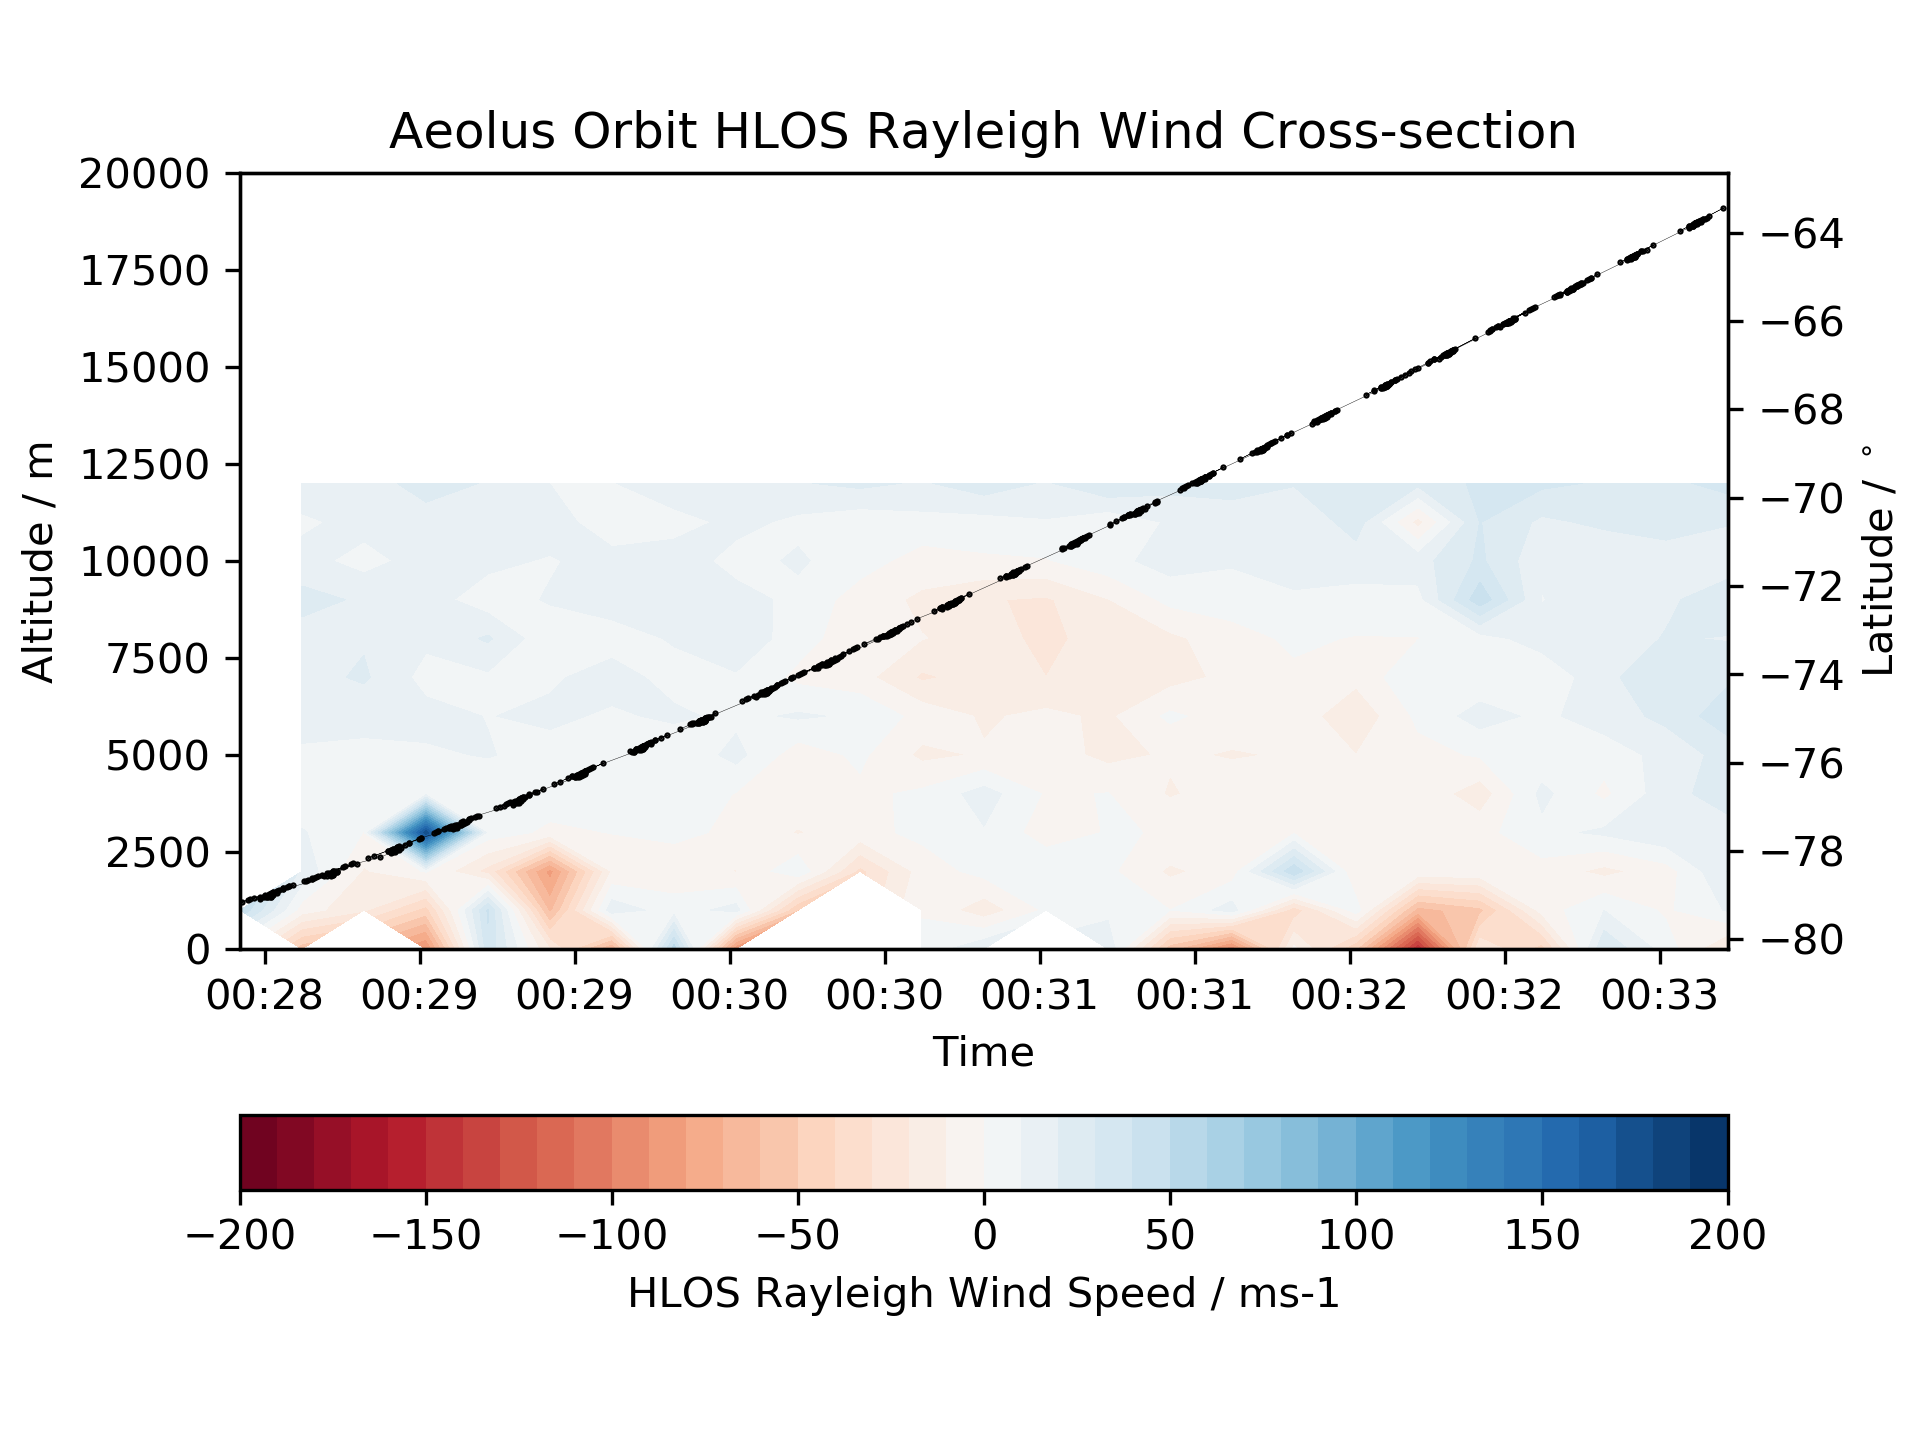 Aeolus Orbit HLOS Rayleigh Wind Cross-section
20000
17500
15000
12500
10000
7500
5000
2500
0
Altitude / m
−64
−66
−68
−70
−72
−74
−76
−78
−80
Latitude / °
00:28 00:29 00:29 00:30 00:30 00:31 00:31 00:32 00:32 00:33
Time
−200 −150 −100 −50 0 50 100 150 200
HLOS Rayleigh Wind Speed / ms-1